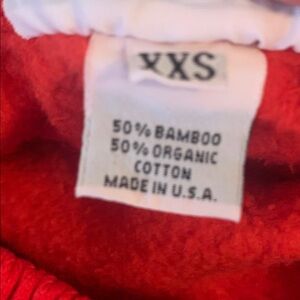 XXS
50% BAMBOO
50% ORGANIC
COTTON
MADE IN U.S.A.